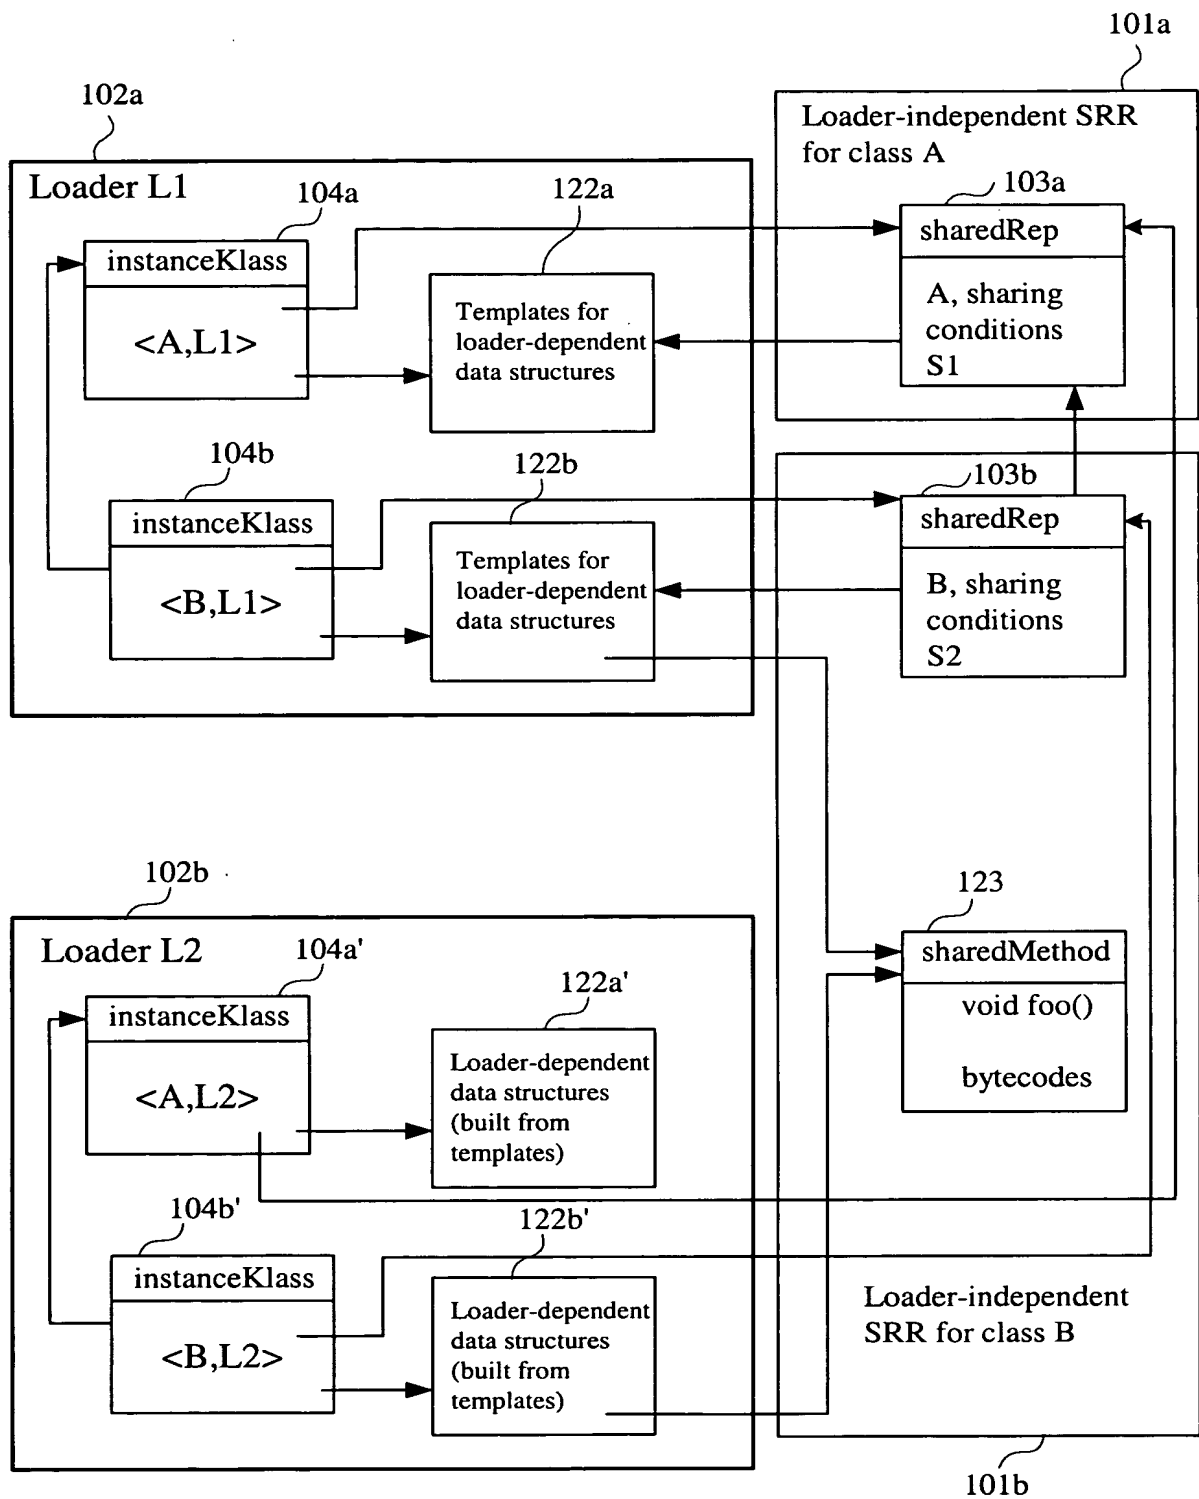 101a
102a
Loader-independent SRR
for class A
Loader L1
104a
122a
103a
sharedRep
instanceKlass
A, sharing
conditions
S1
Templates for
loader-dependent
data structures
<A,L1>
104b
122b
103b
instanceKlass
sharedRep
Templates for
loader-dependent
data structures
<B,L1>
B, sharing
conditions
S2
102b
123
Loader L2
104a'
sharedMethod
122a'
instanceKlass
void foo()
Loader-dependent
data structures
(built from
templates)
<A,L2>
bytecodes
104b'
122b'
instanceKlass
Loader-independent
SRR for class B
Loader-dependent
data structures
(built from
templates)
<B,L2>
101b